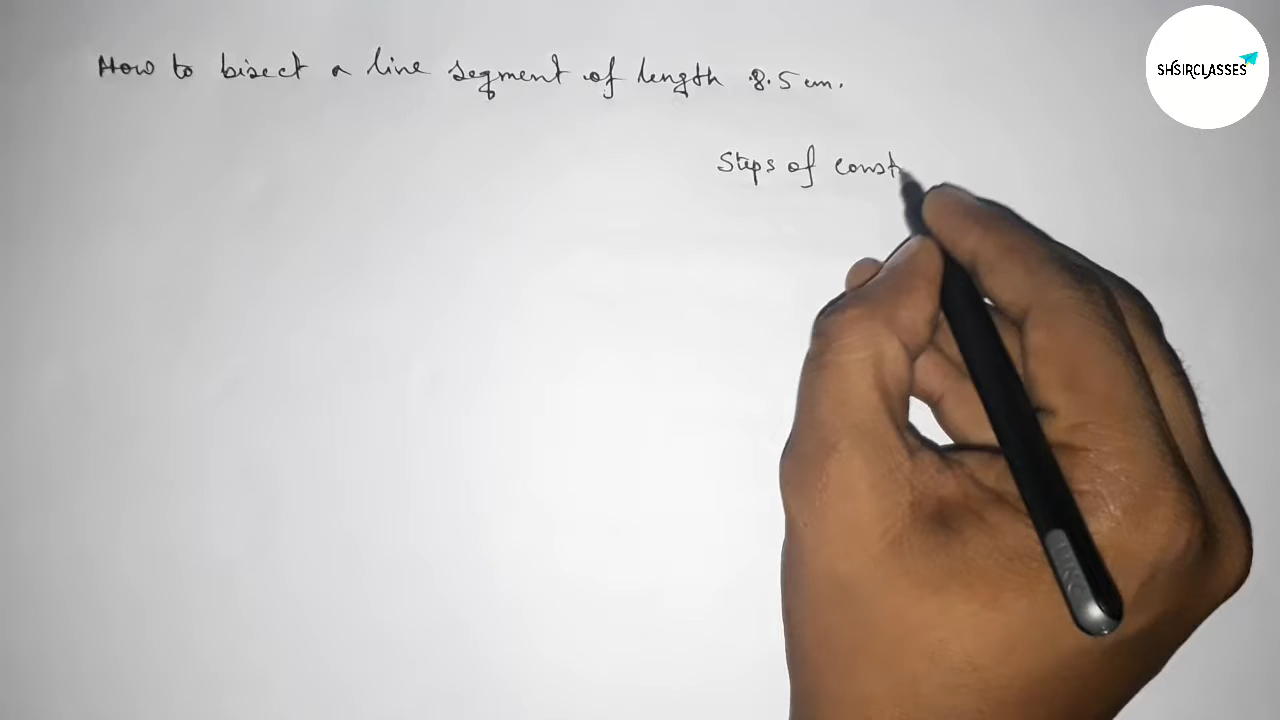 How to bisect a line segment of length 8.5 cm.
Steps of const
SHSIRCLASSES